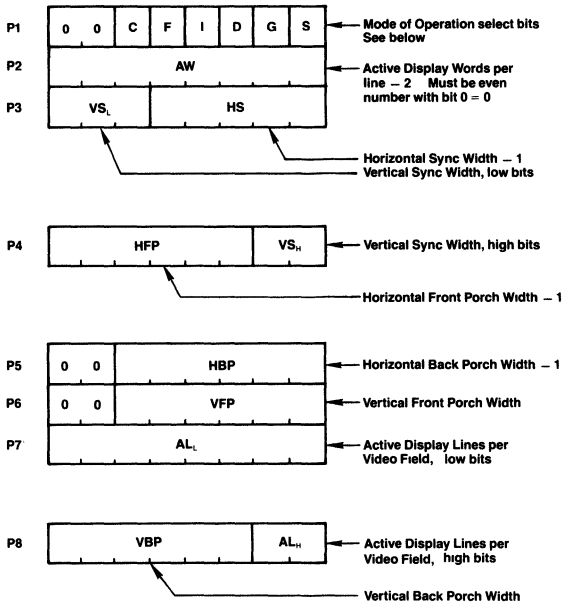 P1 0 0 C F I D G S Mode of Operation select bits
See below
P2 AW Active Display Words per
line – 2 Must be even
number with bit 0 = 0
P3 VSL HS
Horizontal Sync Width – 1
Vertical Sync Width, low bits
P4 HFP VSH Vertical Sync Width, high bits
Horizontal Front Porch Width – 1
P5 0 0 HBP Horizontal Back Porch Width – 1
P6 0 0 VFP Vertical Front Porch Width
P7 ALL Active Display Lines per
Video Field, low bits
P8 VBP ALH Active Display Lines per
Video Field, high bits
Vertical Back Porch Width